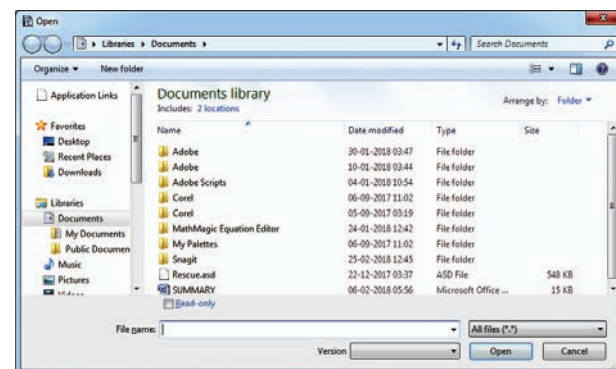 Open
Libraries Documents
Search Documents
Organize New folder
Application Links
Favorites
Desktop
Recent Places
Downloads
Libraries
Documents
My Documents
Public Documen
Music
Pictures
Documents library
Includes: 2 locations
Arrange by: Folder
Name Date modified Type Size
Adobe 30-01-2018 03:47 File folder
Adobe 10-01-2018 03:44 File folder
Adobe Scripts 04-01-2018 10:54 File folder
Corel 06-09-2017 11:02 File folder
Corel 05-09-2017 03:19 File folder
MathMagic Equation Editor 24-01-2018 12:42 File folder
My Palettes 06-09-2017 11:02 File folder
Snagit 25-02-2018 12:45 File folder
Rescue.asd 22-12-2017 03:37 ASD File 548 KB
SUMMARY 06-02-2018 05:56 Microsoft Office ... 15 KB
Read-only
File name: All files (*.*)
Version Open Cancel